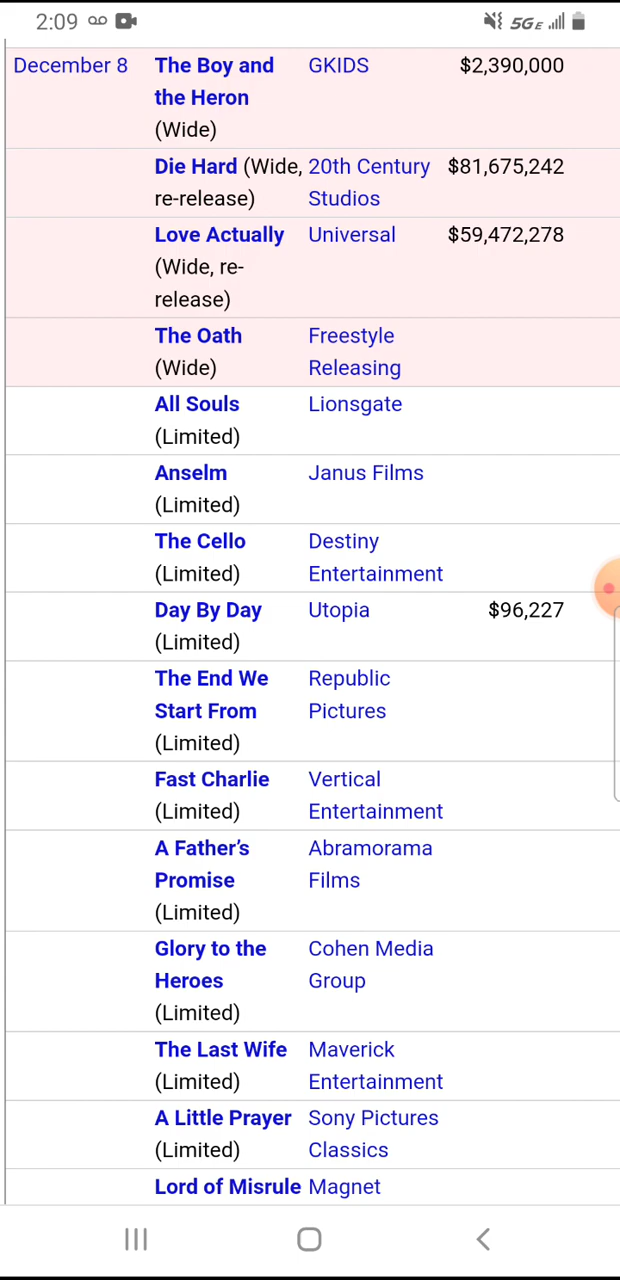 2:09 5GE
December 8 The Boy and GKIDS $2,390,000
the Heron
(Wide)
Die Hard (Wide, 20th Century $81,675,242
re-release) Studios
Love Actually Universal $59,472,278
(Wide, re-
release)
The Oath Freestyle
(Wide) Releasing
All Souls Lionsgate
(Limited)
Anselm Janus Films
(Limited)
The Cello Destiny
(Limited) Entertainment
Day By Day Utopia $96,227
(Limited)
The End We Republic
Start From Pictures
(Limited)
Fast Charlie Vertical
(Limited) Entertainment
A Father’s Abramorama
Promise Films
(Limited)
Glory to the Cohen Media
Heroes Group
(Limited)
The Last Wife Maverick
(Limited) Entertainment
A Little Prayer Sony Pictures
(Limited) Classics
Lord of Misrule Magnet